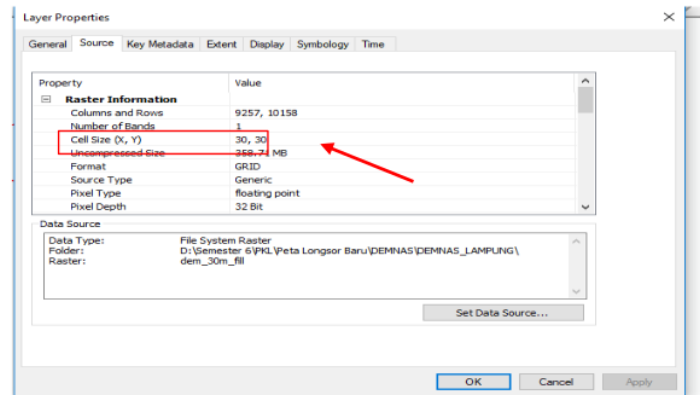 Layer Properties
General Source Key Metadata Extent Display Symbology Time
Property Value
Raster Information
Columns and Rows 9257, 10158
Number of Bands 1
Cell Size (X, Y) 30, 30
Uncompressed Size 358.71 MB
Format GRID
Source Type Generic
Pixel Type floating point
Pixel Depth 32 Bit
Data Source
Data Type: File System Raster
Folder: D:\Semester 6\PKL\Peta Longsor Baru\DEMNAS\DEMNAS_LAMPUNG\
Raster: dem_30m_fill
Set Data Source...
OK Cancel Apply